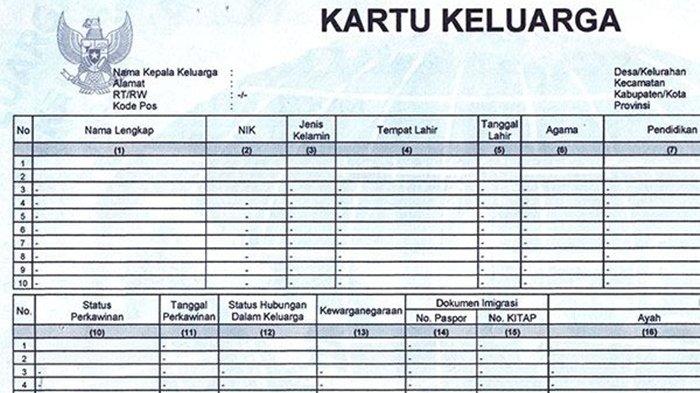 KARTU KELUARGA
Nama Kepala Keluarga :
Alamat :
RT/RW : -/-
Kode Pos :
Desa/Kelurahan
Kecamatan
Kabupaten/Kota
Provinsi
No Nama Lengkap NIK Jenis Kelamin Tempat Lahir Tanggal Lahir Agama Pendidikan
(1) (2) (3) (4) (5) (6) (7)
1
2
3 - - - - - -
4 - - - - - - -
5 - - - - - - -
6 - - - - - - -
7 - - - - - - -
8 - - - - - - -
9 - - - - - - -
10 - - - - - - -
No. Status Perkawinan Tanggal Perkawinan Status Hubungan Dalam Keluarga Kewarganegaraan Dokumen Imigrasi Ayah
No. Paspor No. KITAP
(10) (11) (12) (13) (14) (15) (16)
1 - - -
2 - - -
3 - - - - - - -
4 - - - - - -